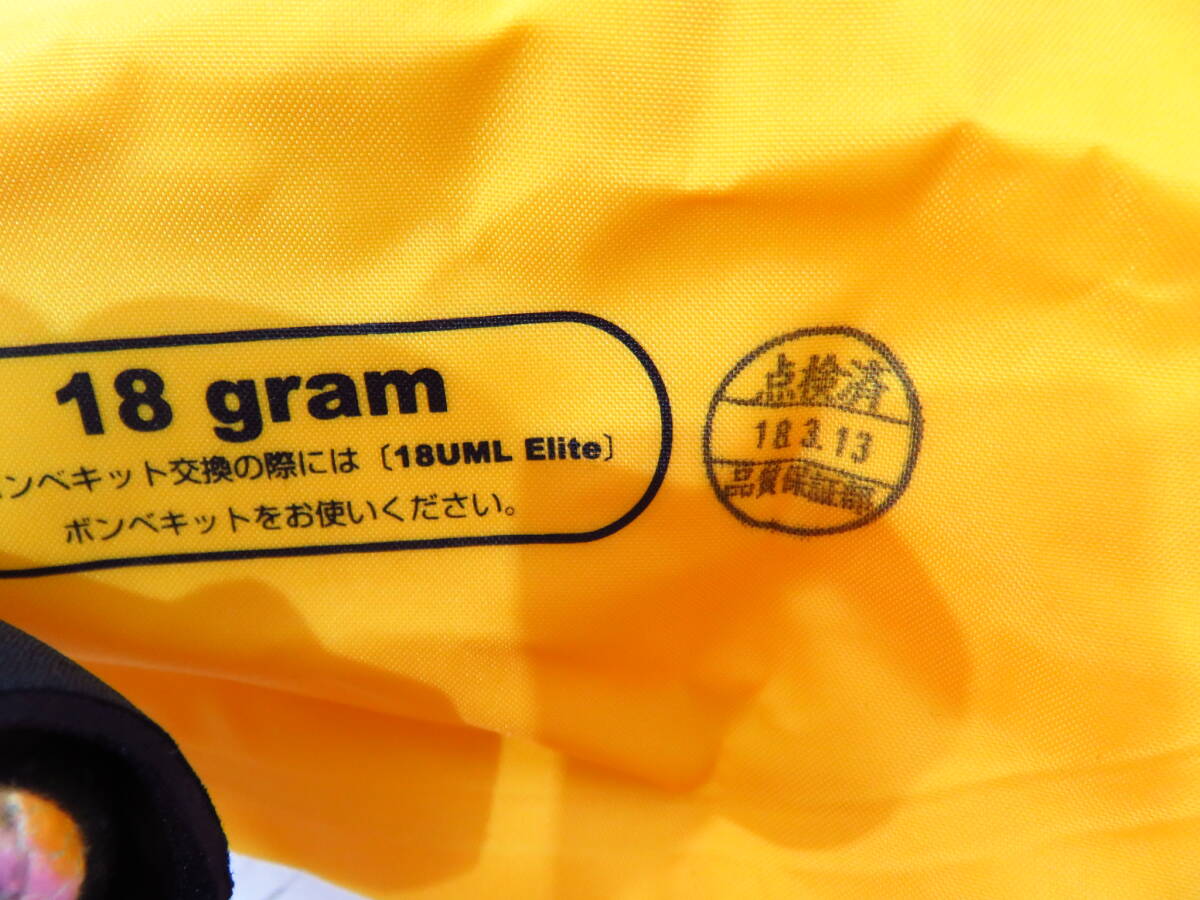 18 gram
ンベキット交換の際には〔18UML Elite〕
ボンベキットをお使いください。
点検済
18.3.13
品質保証部